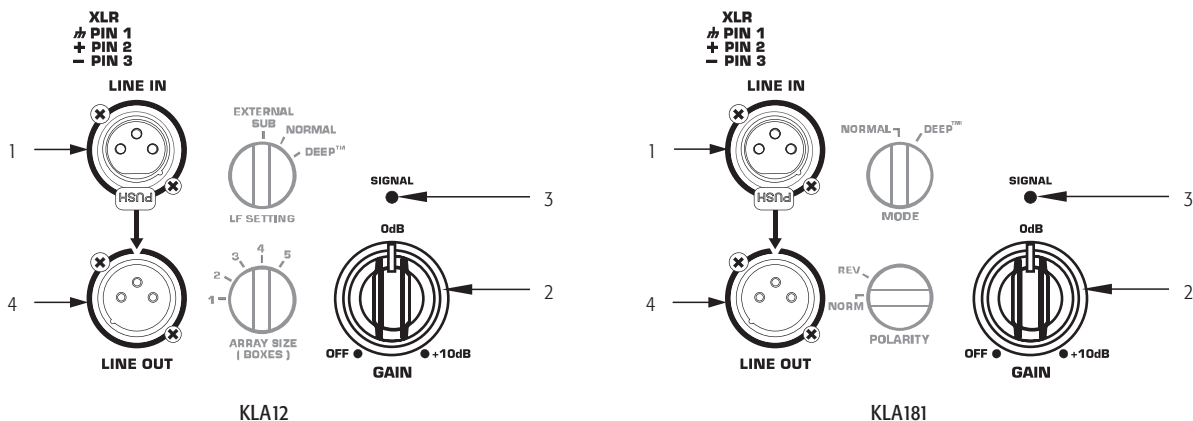 XLR
PIN 1
+ PIN 2
− PIN 3
LINE IN
1
PUSH
EXTERNAL
SUB
NORMAL
DEEP™
LF SETTING
SIGNAL
3
0dB
2
OFF
+10dB
GAIN
4
LINE OUT
1
2
3
4
5
ARRAY SIZE
( BOXES )
KLA12
XLR
PIN 1
+ PIN 2
− PIN 3
LINE IN
1
PUSH
NORMAL
DEEP™
MODE
SIGNAL
3
0dB
2
OFF
+10dB
GAIN
4
LINE OUT
REV
NORM
POLARITY
KLA181